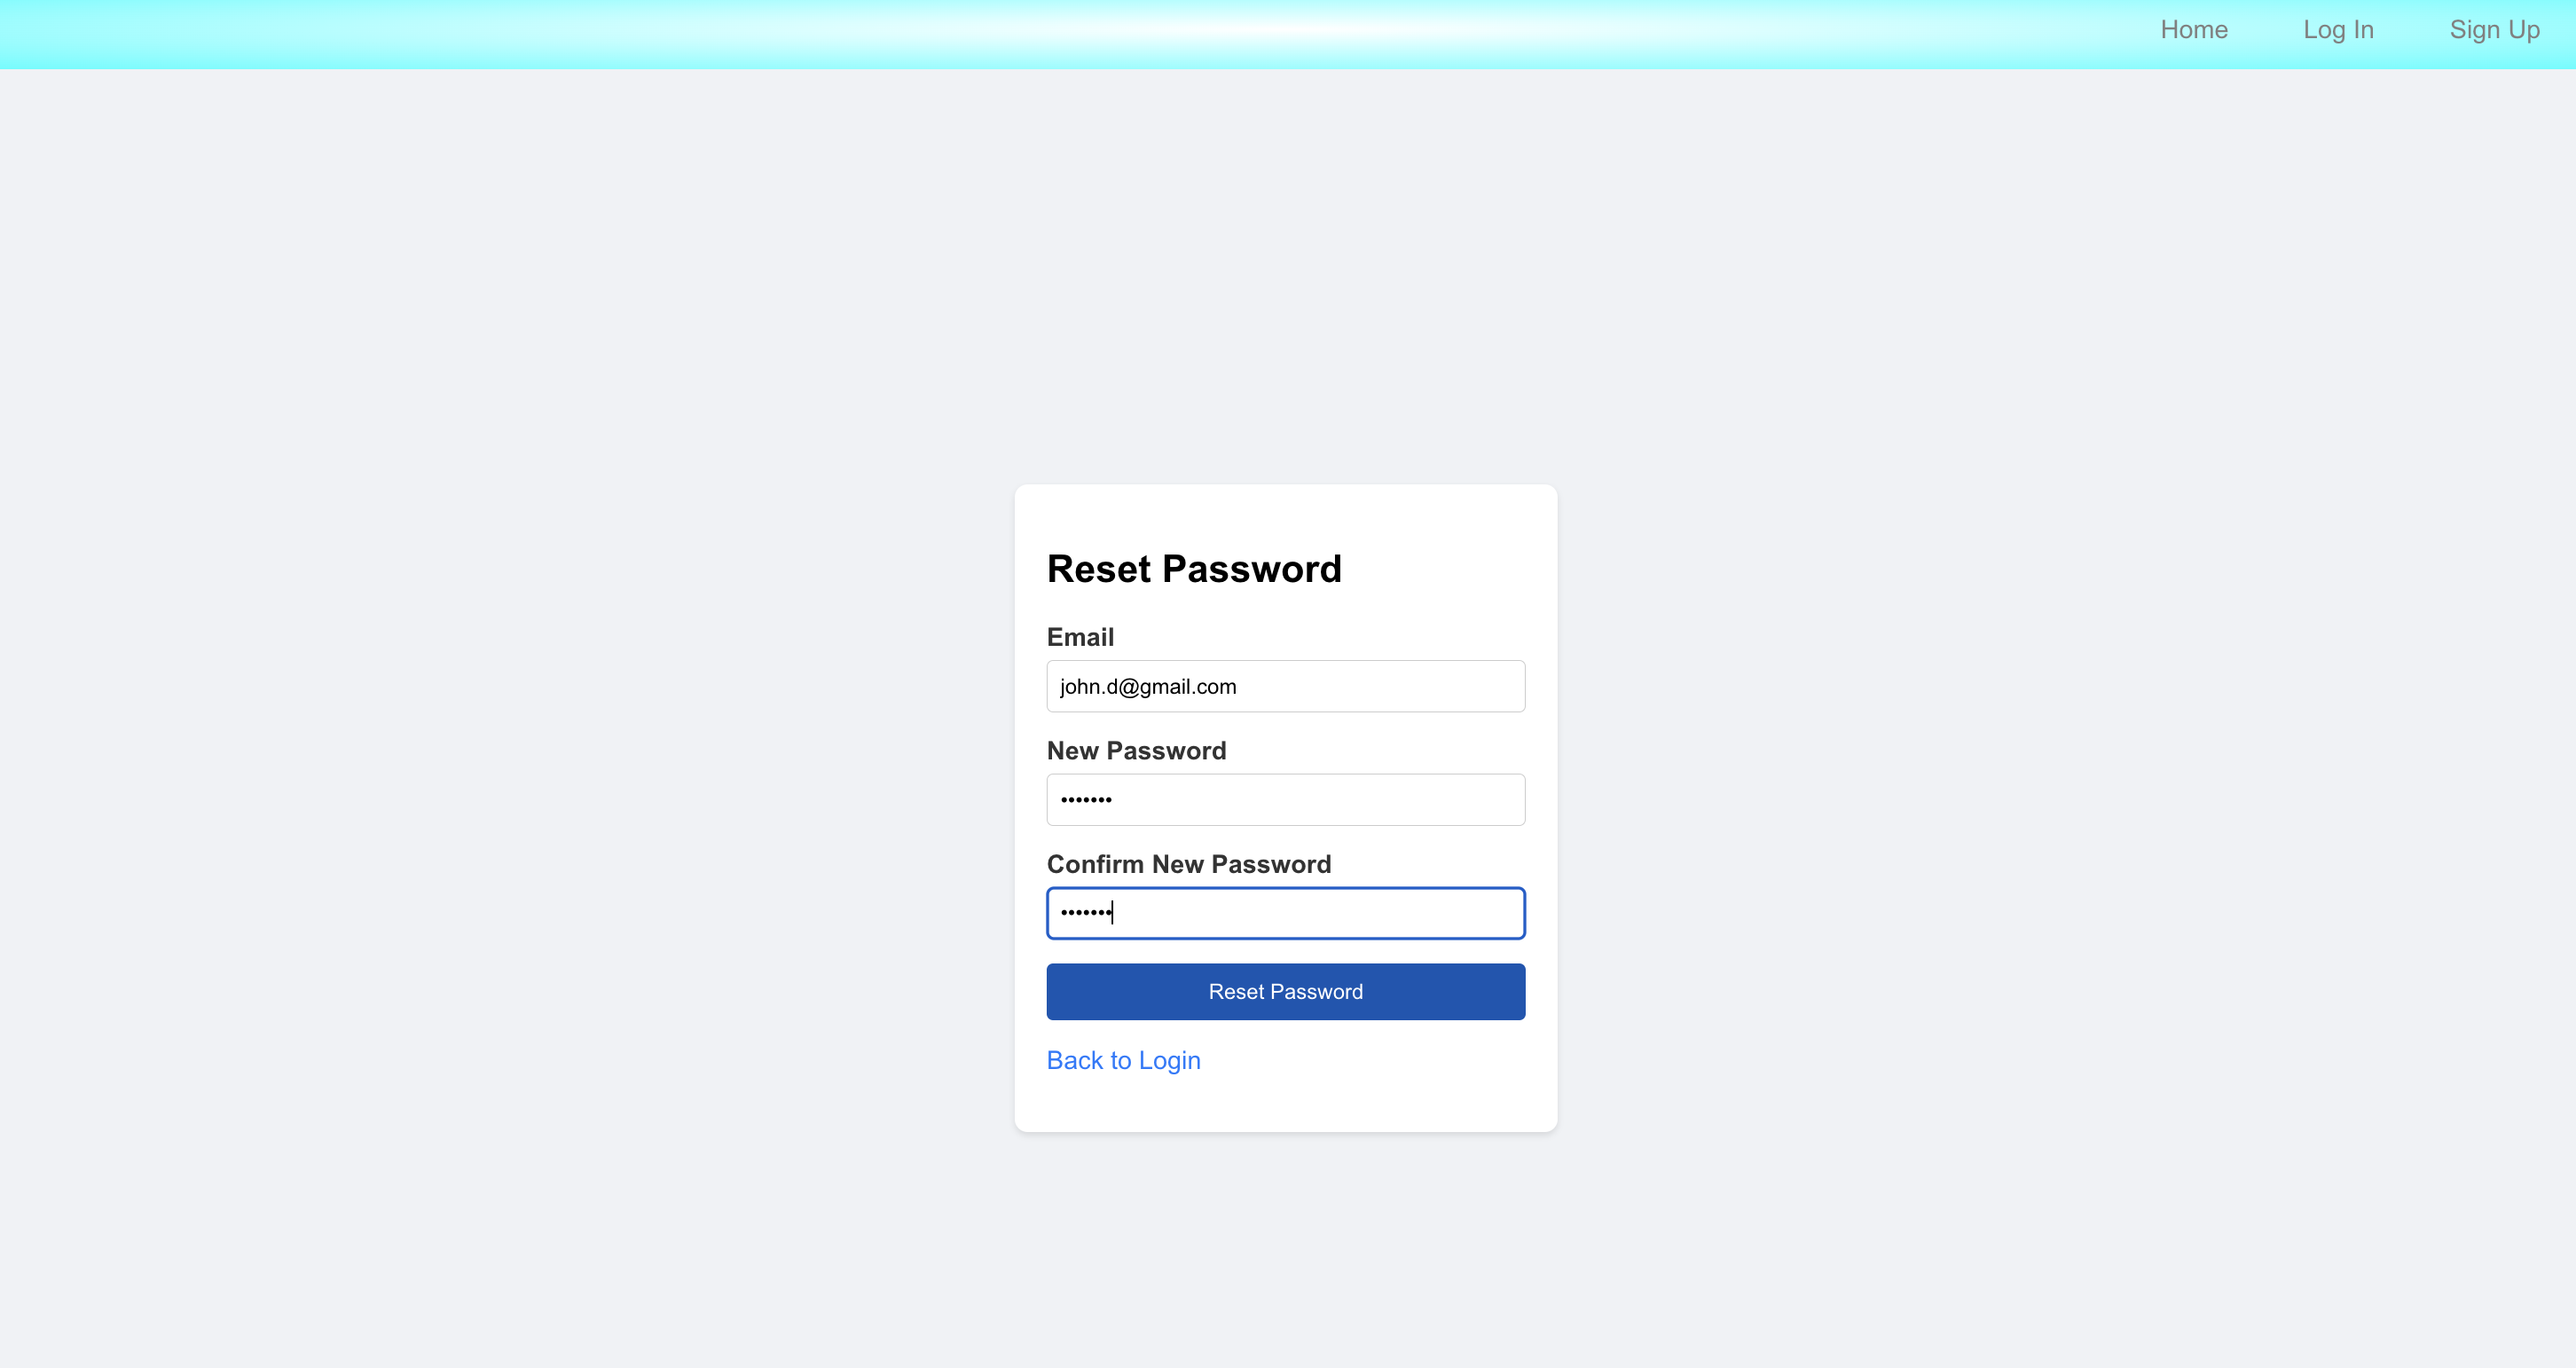 Home Log In Sign Up
Reset Password
Email
john.d@gmail.com
New Password
•••••••
Confirm New Password
•••••••
Reset Password
Back to Login